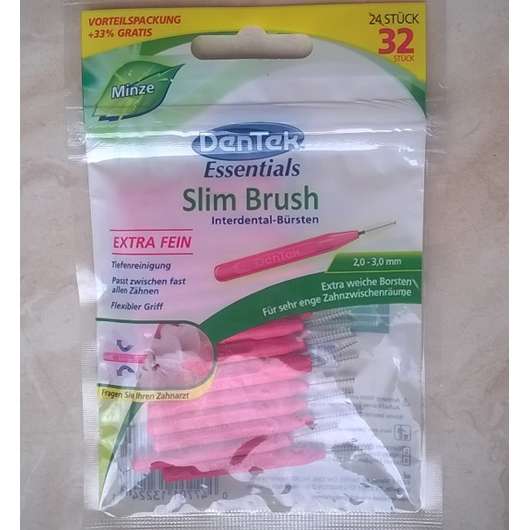 VORTEILSPACKUNG
+33% GRATIS
24 STÜCK
32
STÜCK
Minze
DenTek
Essentials
Slim Brush
Interdental-Bürsten
EXTRA FEIN
DenTek
Tiefenreinigung
2,0 - 3,0 mm
Passt zwischen fast
allen Zähnen
Extra weiche Borsten
Für sehr enge Zahnzwischenräume
Flexibler Griff
Fragen Sie Ihren Zahnarzt